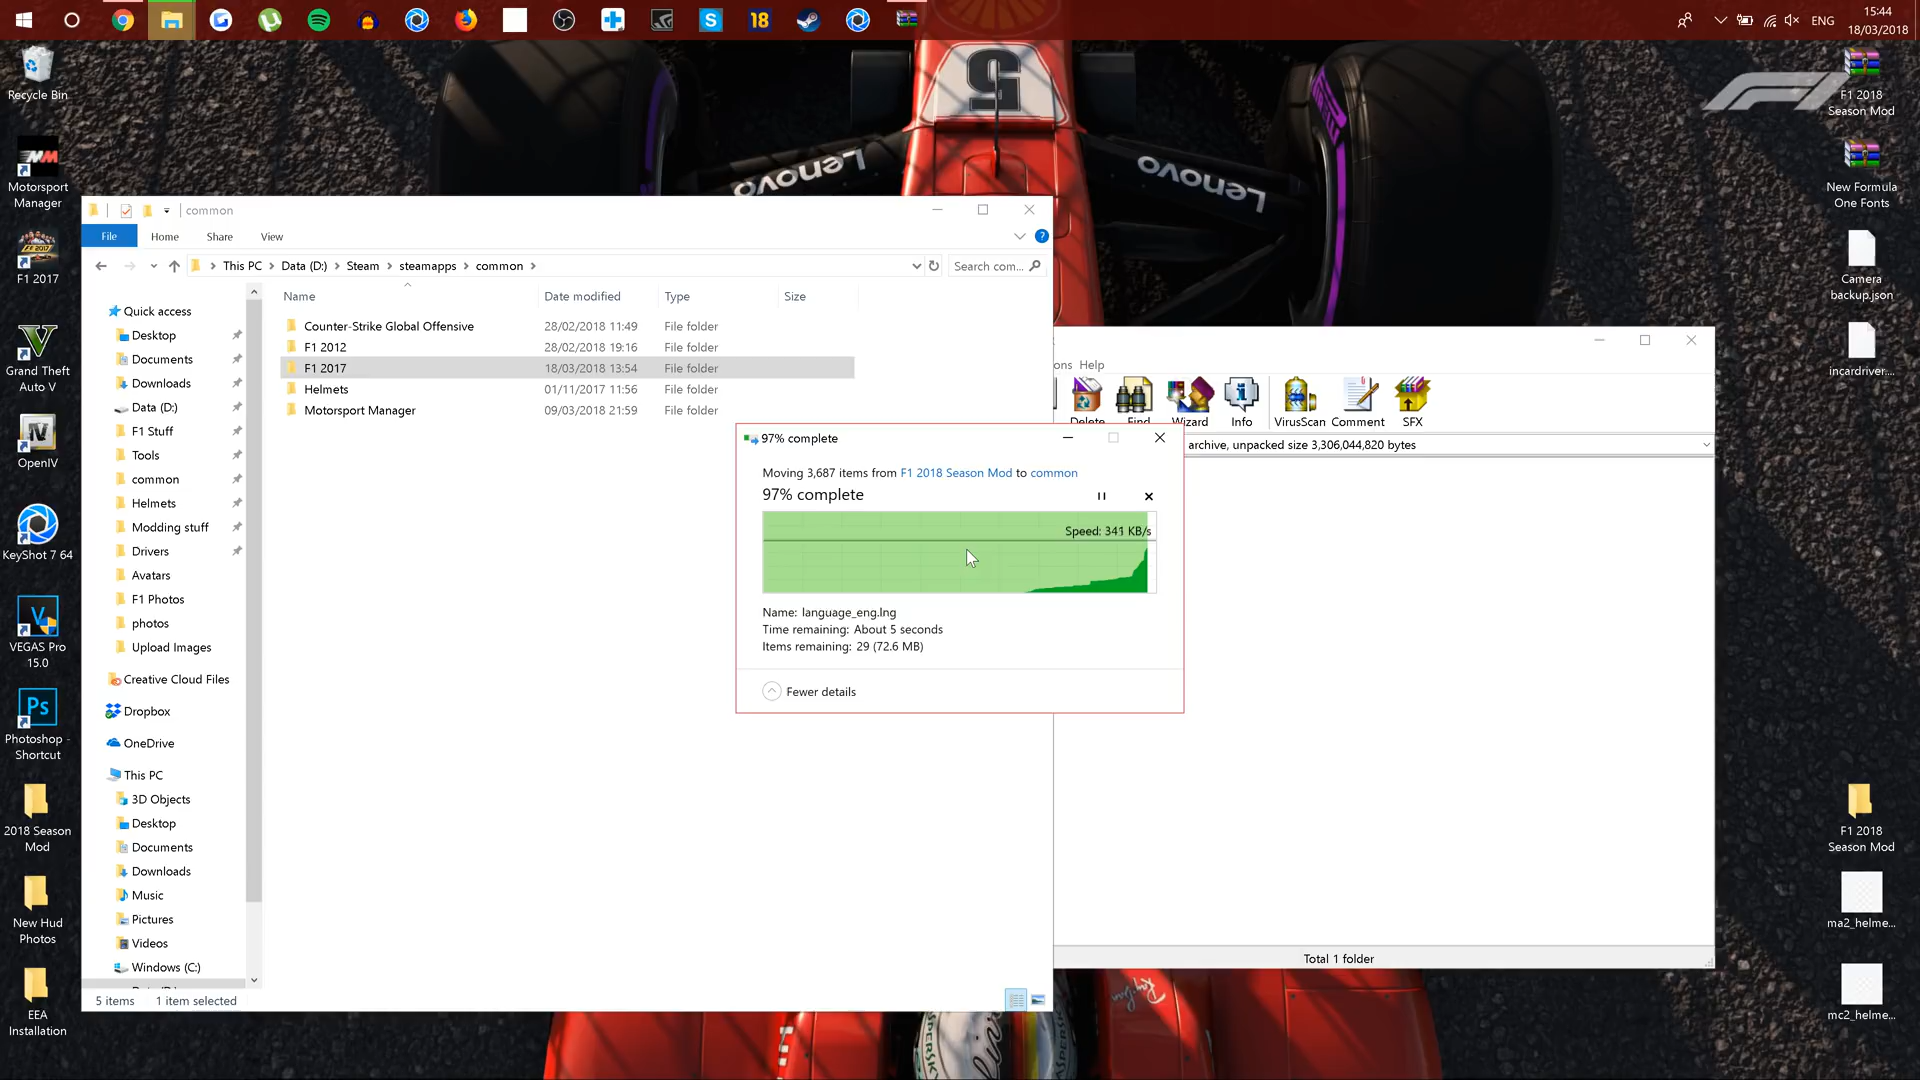 18
S
15:44
ENG
18/03/2018
Recycle Bin
Motorsport
Manager
F1 2017
Grand Theft
Auto V
OpenIV
KeyShot 7 64
VEGAS Pro
15.0
Ps
Photoshop -
Shortcut
2018 Season
Mod
New Hud
Photos
EEA
Installation
5
Lenovo
Lenovo
common
File
Home
Share
View
This PC
Data (D:)
Steam
steamapps
common
Search com...
Name
Date modified
Type
Size
Counter-Strike Global Offensive 28/02/2018 11:49 File folder
F1 2012 28/02/2018 19:16 File folder
F1 2017 18/03/2018 13:54 File folder
Helmets 01/11/2017 11:56 File folder
Motorsport Manager 09/03/2018 21:59 File folder
Quick access
Desktop
Documents
Downloads
Data (D:)
F1 Stuff
Tools
common
Helmets
Modding stuff
Drivers
Avatars
F1 Photos
photos
Upload Images
Creative Cloud Files
Dropbox
OneDrive
This PC
3D Objects
Desktop
Documents
Downloads
Music
Pictures
Videos
Windows (C:)
5 items
1 item selected
97% complete
Moving 3,687 items from F1 2018 Season Mod to common
97% complete
Speed: 341 KB/s
Name: language_eng.lng
Time remaining: About 5 seconds
Items remaining: 29 (72.6 MB)
Fewer details
ons Help
Delete
Find
Wizard
Info
VirusScan
Comment
SFX
archive, unpacked size 3,306,044,820 bytes
Total 1 folder
F1 2018
Season Mod
New Formula
One Fonts
Camera
backup.json
incardriver....
F1 2018
Season Mod
ma2_helme...
mc2_helme...